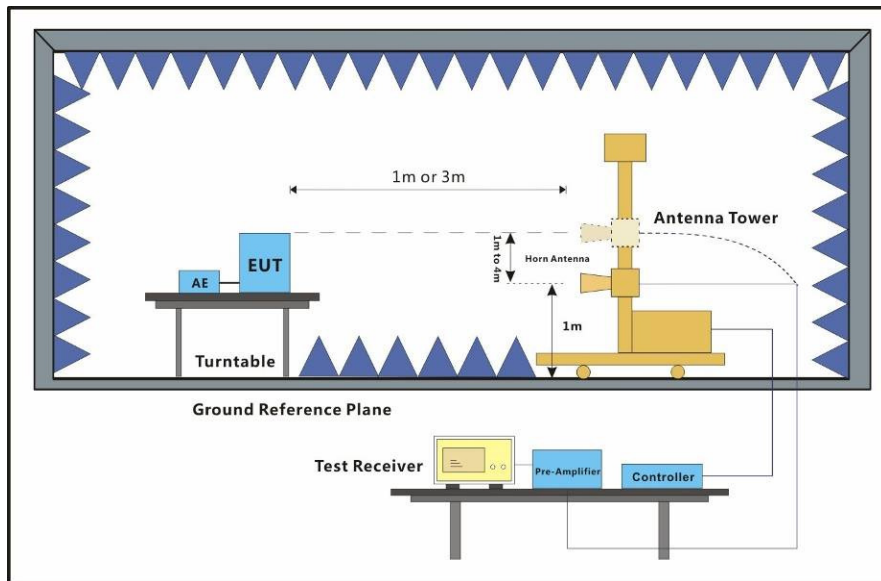 1m or 3m
Antenna Tower
1m to 4m
Horn Antenna
EUT
AE
1m
Turntable
Ground Reference Plane
Test Receiver
Pre-Amplifier
Controller